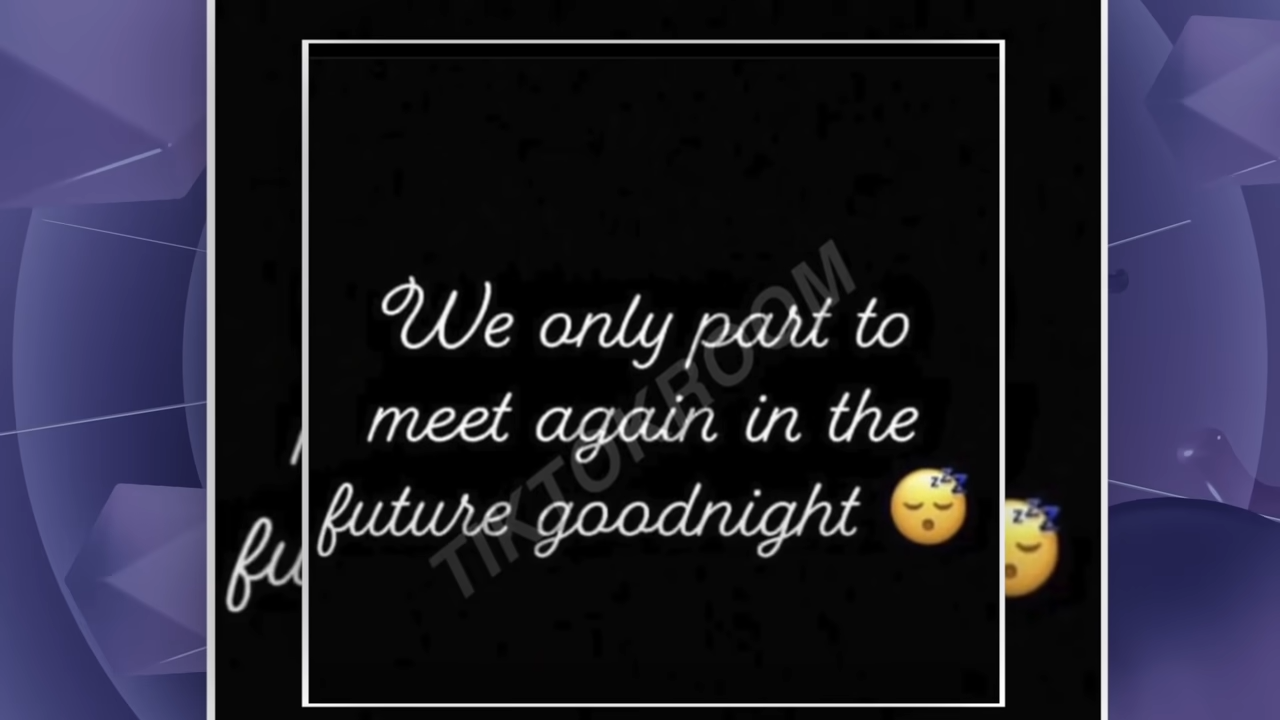 We only part to
meet again in the
future goodnight 😴
TIKTOKROOM